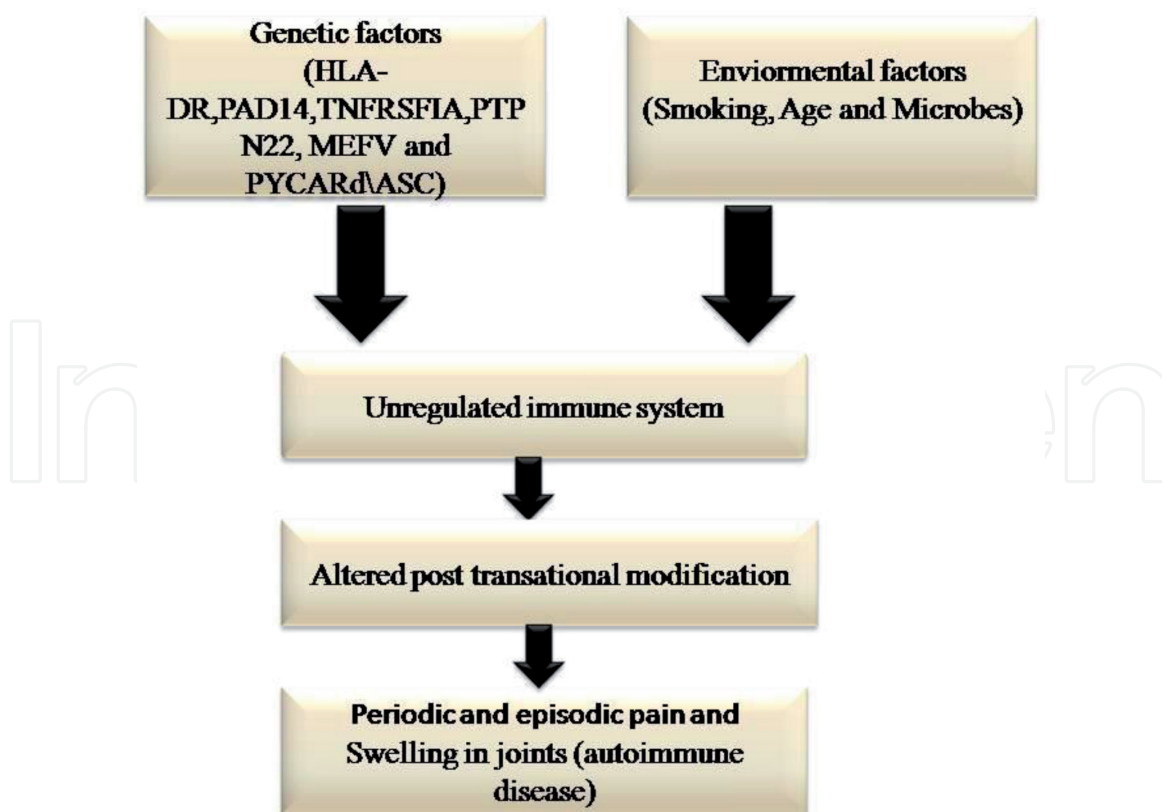 Genetic factors
(HLA-
DR,PAD14,TNFRSFIA,PTP
N22, MEFV and
PYCARd\ASC)
Enviormental factors
(Smoking, Age and Microbes)
Unregulated immune system
Altered post transational modification
Periodic and episodic pain and
Swelling in joints (autoimmune
disease)